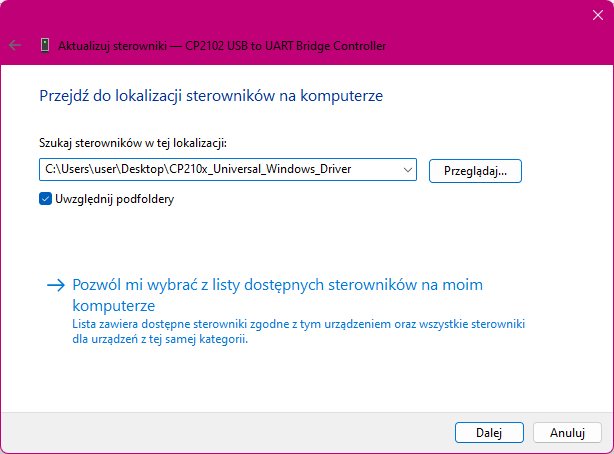 Aktualizuj sterowniki — CP2102 USB to UART Bridge Controller
Przejdź do lokalizacji sterowników na komputerze
Szukaj sterowników w tej lokalizacji:
C:\Users\user\Desktop\CP210x_Universal_Windows_Driver
Przeglądaj...
Uwzględnij podfoldery
Pozwól mi wybrać z listy dostępnych sterowników na moim
komputerze
Lista zawiera dostępne sterowniki zgodne z tym urządzeniem oraz wszystkie sterowniki
dla urządzeń z tej samej kategorii.
Dalej
Anuluj